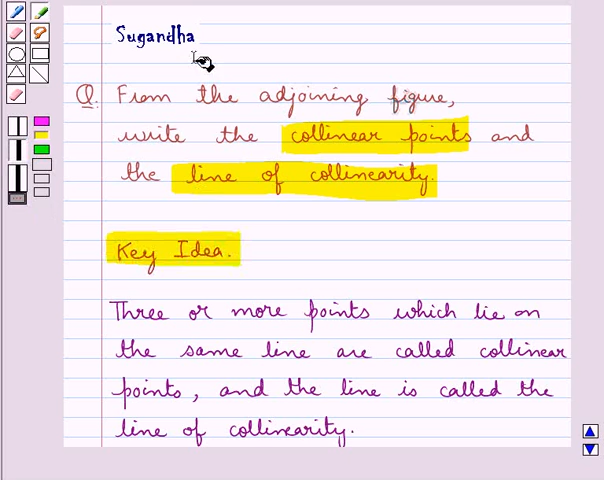 Sugandha
Q. From the adjoining figure,
write the collinear points and
the line of collinearity.
Key Idea.
Three or more points which lie on
the same line are called collinear
points, and the line is called the
line of collinearity.